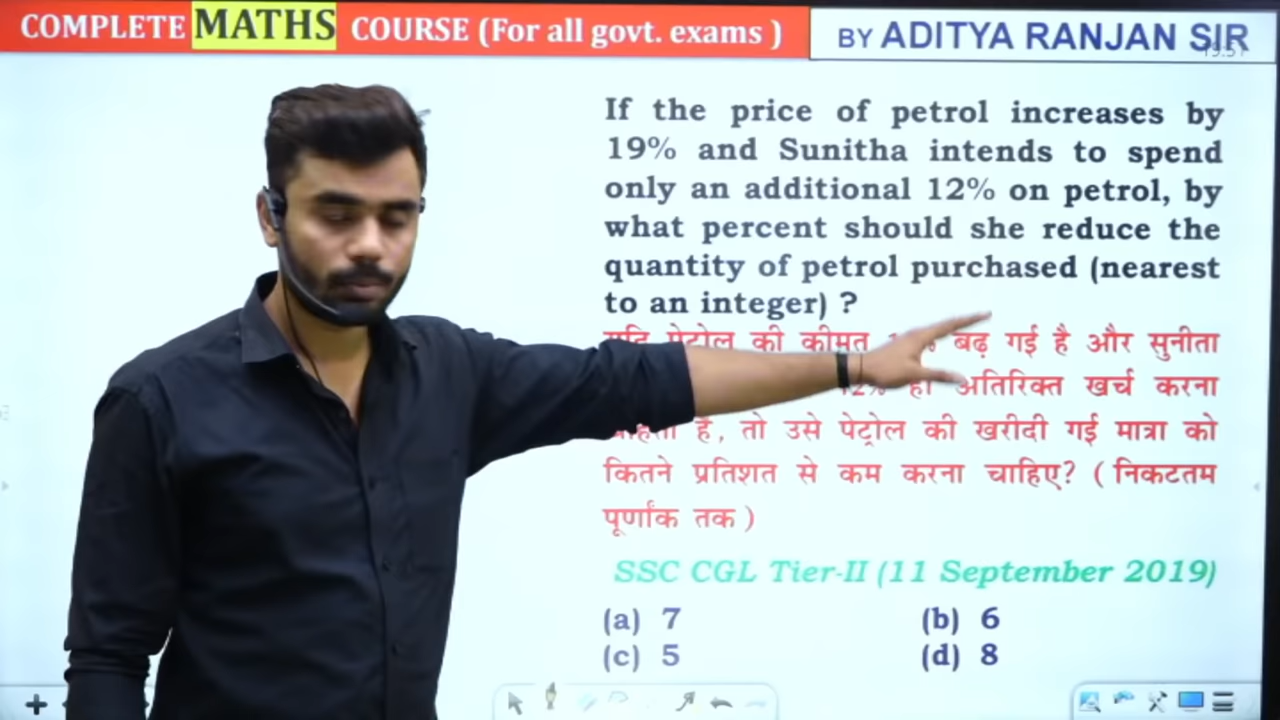 COMPLETE MATHS COURSE (For all govt. exams )
BY ADITYA RANJAN SIR
If the price of petrol increases by
19% and Sunitha intends to spend
only an additional 12% on petrol, by
what percent should she reduce the
quantity of petrol purchased (nearest
to an integer) ?
यदि पेट्रोल की कीमत बढ़ गई है और सुनीता
12% ही अतिरिक्त खर्च करना
चाहती है, तो उसे पेट्रोल की खरीदी गई मात्रा को
कितने प्रतिशत से कम करना चाहिए? ( निकटतम
पूर्णांक तक )
SSC CGL Tier-II (11 September 2019)
(a) 7 (b) 6
(c) 5 (d) 8